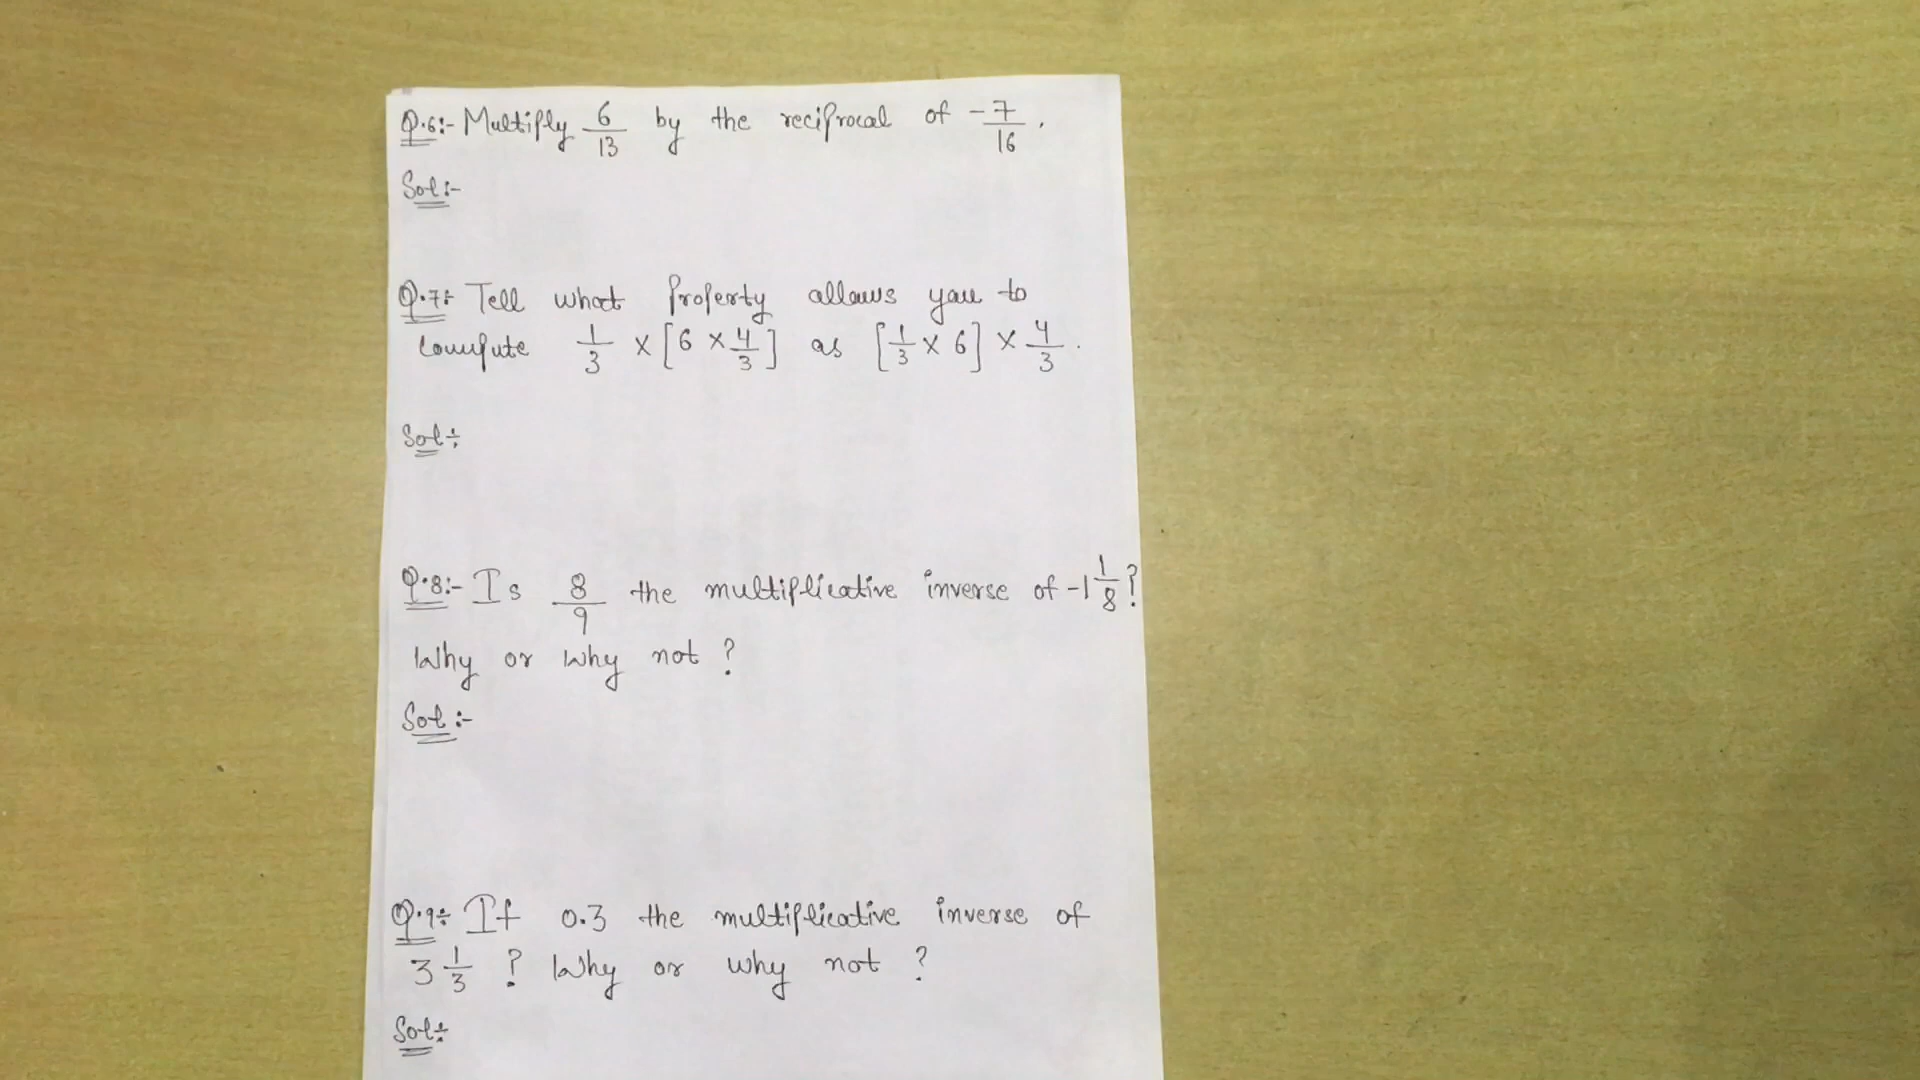 Q.6:- Multiply 6/13 by the reciprocal of -7/16.
Sol:-
Q.7÷ Tell what property allows you to
compute 1/3 × [6 × 4/3] as [1/3 × 6] × 4/3.
Sol÷
Q.8:- Is 8/9 the multiplicative inverse of -1 1/8?
Why or why not ?
Sol:-
Q.9÷ If 0.3 the multiplicative inverse of
3 1/3 ? Why or why not ?
Sol÷